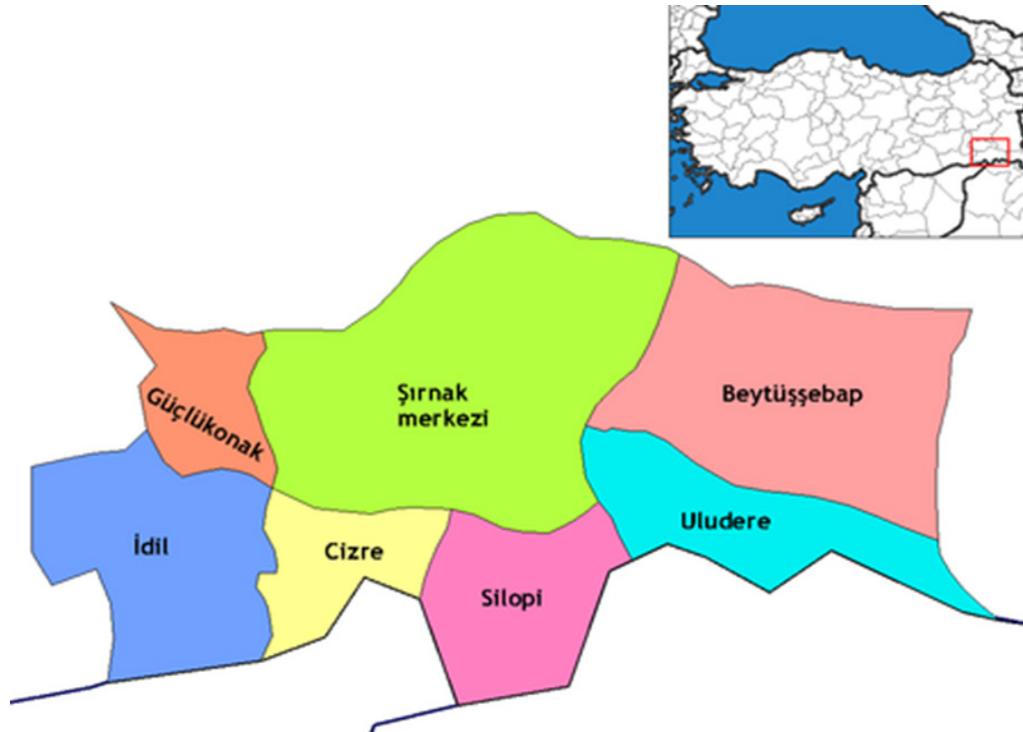 Şırnak
merkezi
Beytüşşebap
Güçlükonak
Uludere
İdil
Cizre
Silopi